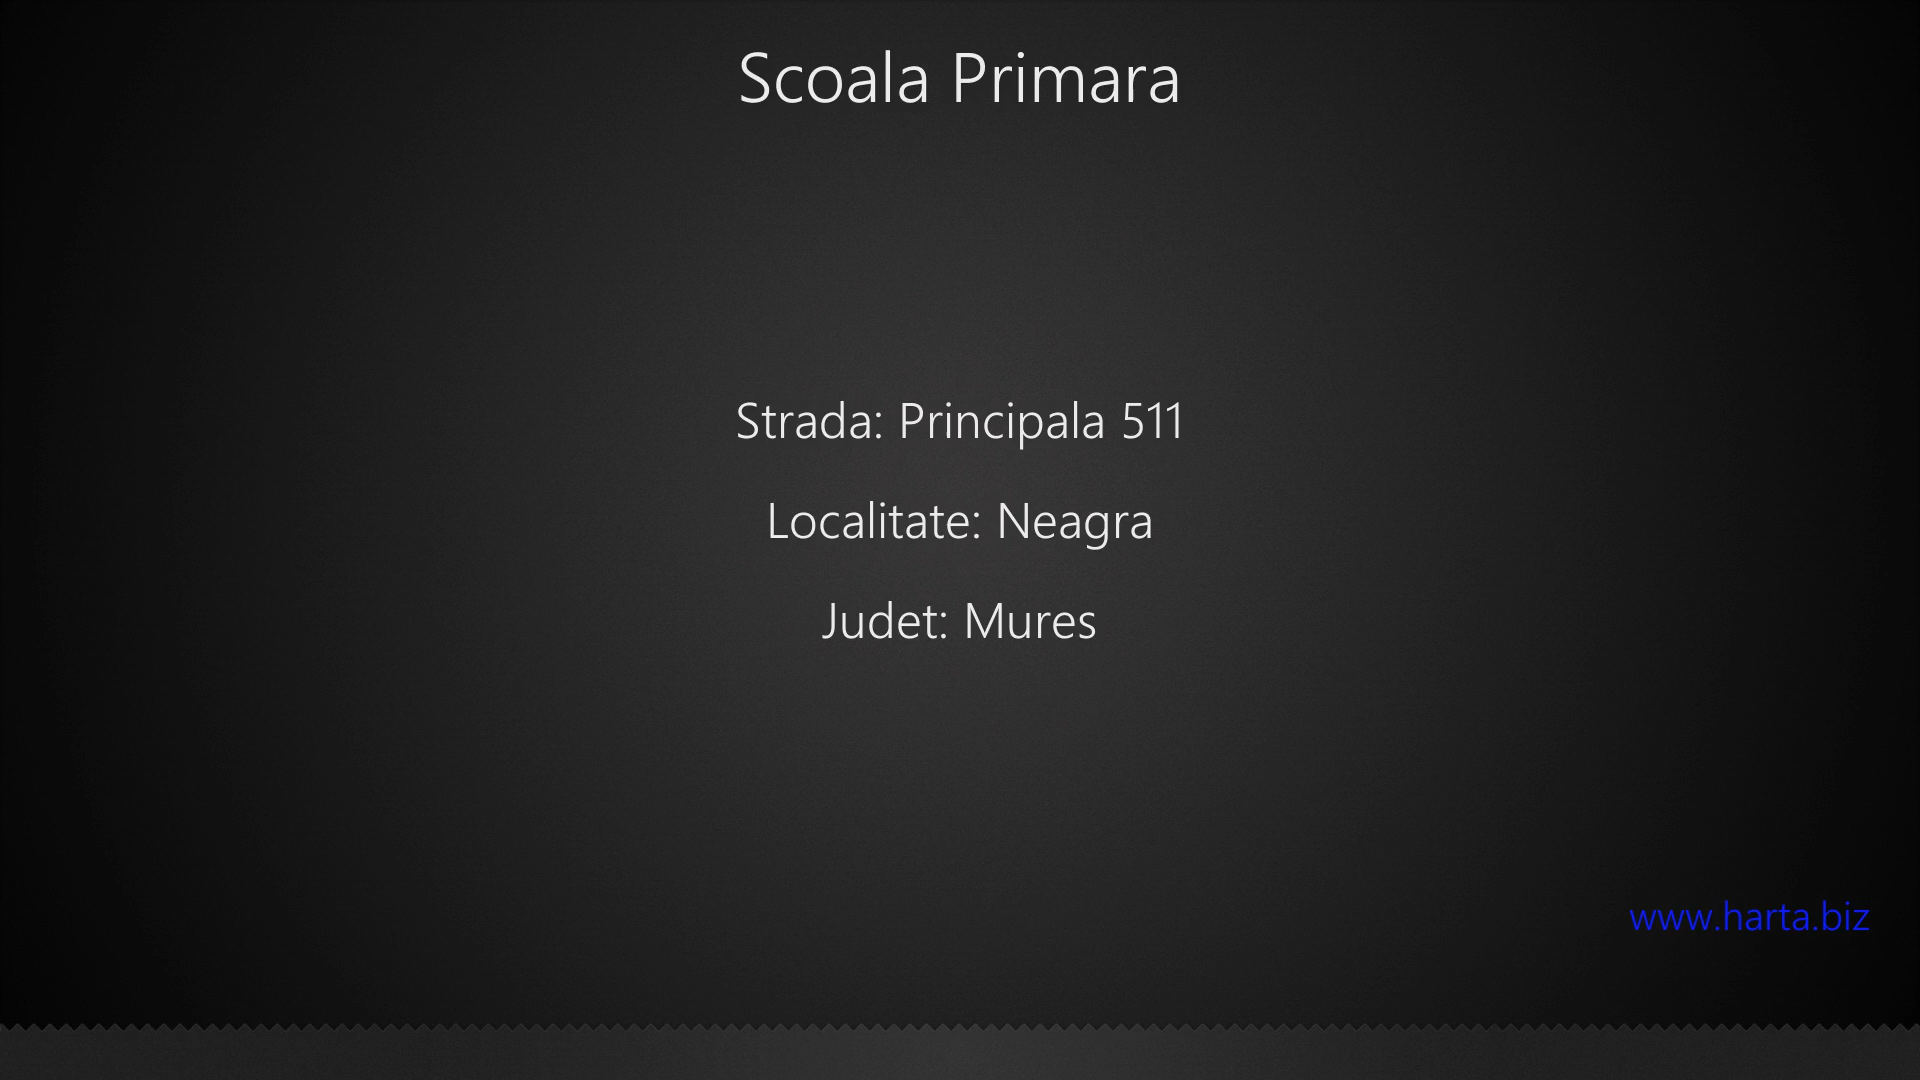 Scoala Primara
Strada: Principala 511
Localitate: Neagra
Judet: Mures
www.harta.biz